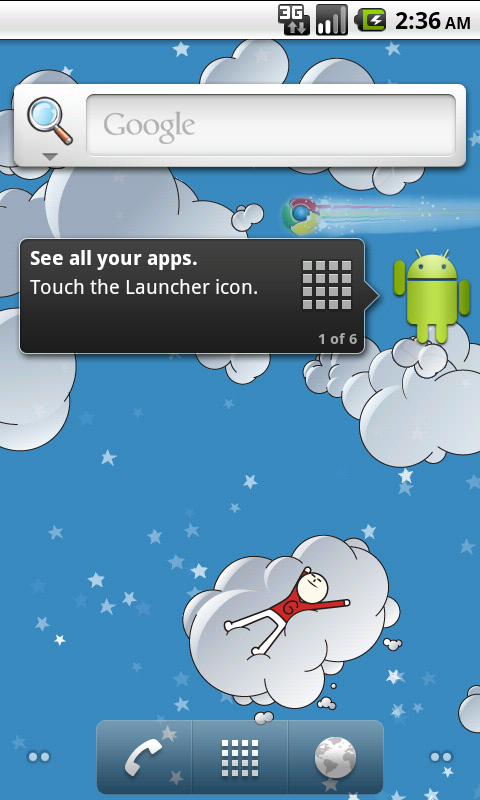 3G
2:36 AM
Google
See all your apps.
Touch the Launcher icon.
1 of 6